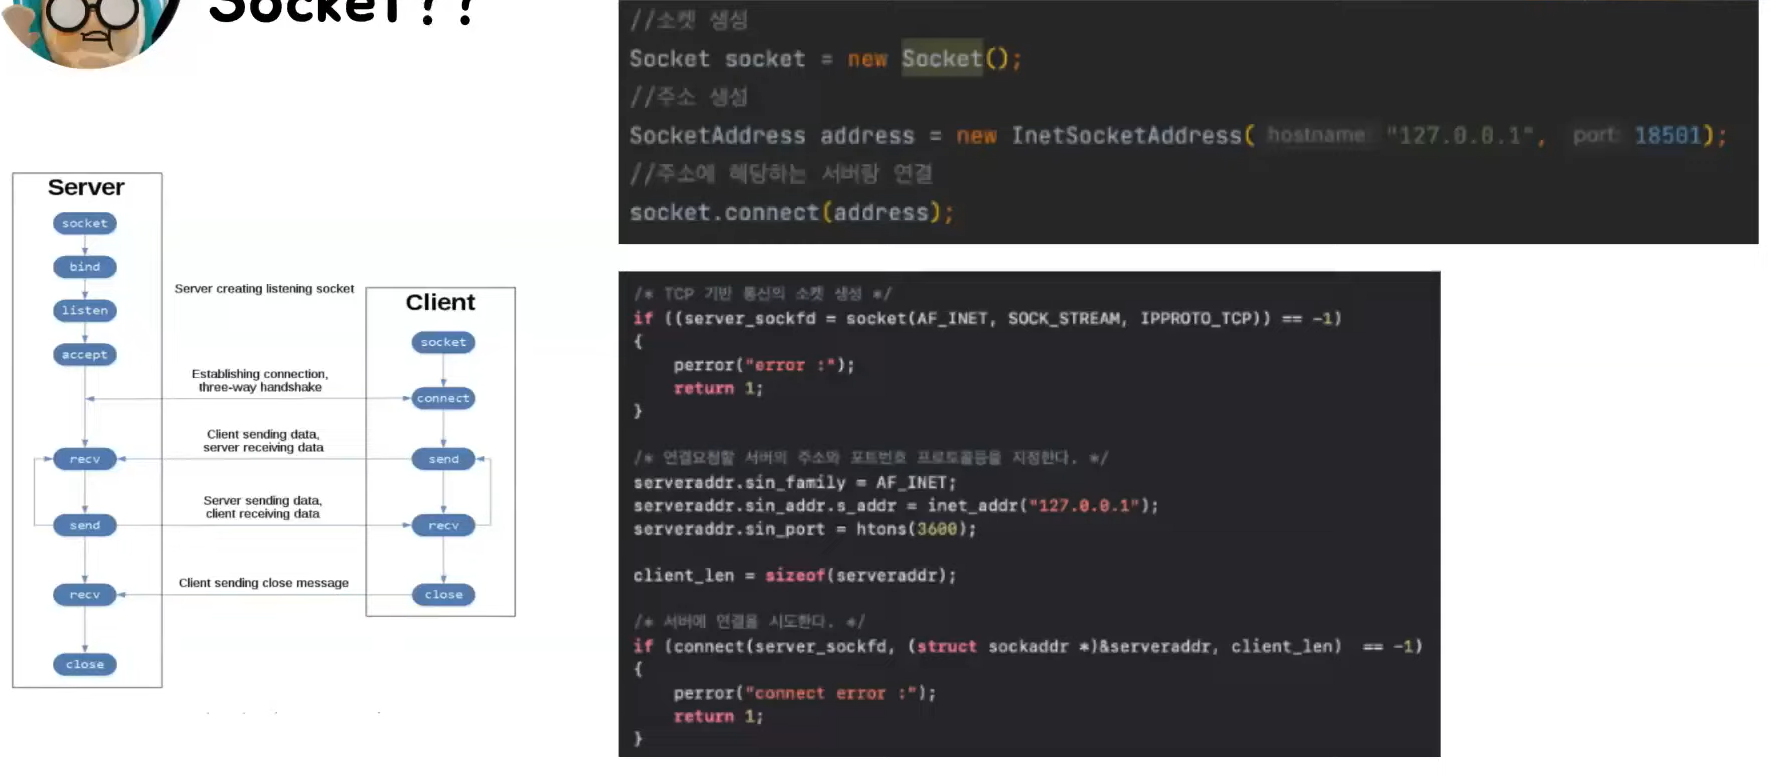 Socket??
Server
socket
bind
listen
accept
recv
send
recv
close
Server creating listening socket
Establishing connection,
three-way handshake
Client sending data,
server receiving data
Server sending data,
client receiving data
Client sending close message
Client
socket
connect
send
recv
close
//소켓 생성
Socket socket = new Socket();
//주소 생성
SocketAddress address = new InetSocketAddress( hostname: "127.0.0.1", port: 18501);
//주소에 해당하는 서버랑 연결
socket.connect(address);
/* TCP 기반 통신의 소켓 생성 */
if ((server_sockfd = socket(AF_INET, SOCK_STREAM, IPPROTO_TCP)) == -1)
{
perror("error :");
return 1;
}
/* 연결요청할 서버의 주소와 포트번호 프로토콜등을 지정한다. */
serveraddr.sin_family = AF_INET;
serveraddr.sin_addr.s_addr = inet_addr("127.0.0.1");
serveraddr.sin_port = htons(3600);
client_len = sizeof(serveraddr);
/* 서버에 연결을 시도한다. */
if (connect(server_sockfd, (struct sockaddr *)&serveraddr, client_len) == -1)
{
perror("connect error :");
return 1;
}